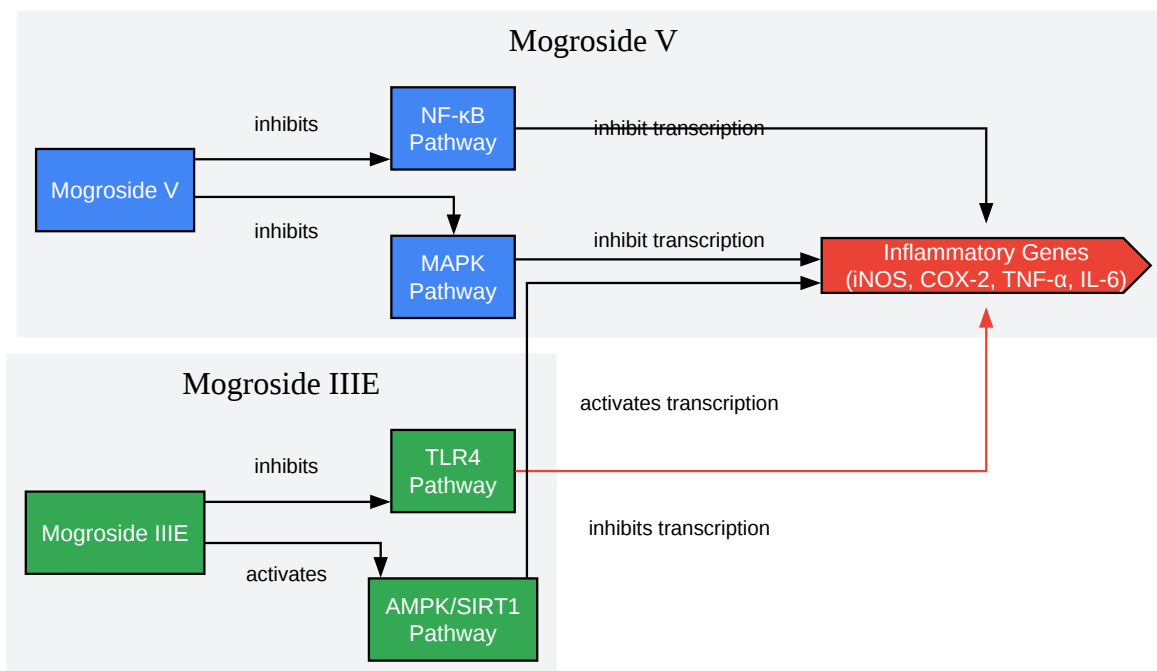 Mogroside V
NF-κB
Pathway
inhibits
inhibit transcription
Mogroside V
inhibits
MAPK
Pathway
inhibit transcription
Inflammatory Genes
(iNOS, COX-2, TNF-α, IL-6)
Mogroside IIIE
activates transcription
TLR4
Pathway
inhibits
Mogroside IIIE
inhibits transcription
activates
AMPK/SIRT1
Pathway